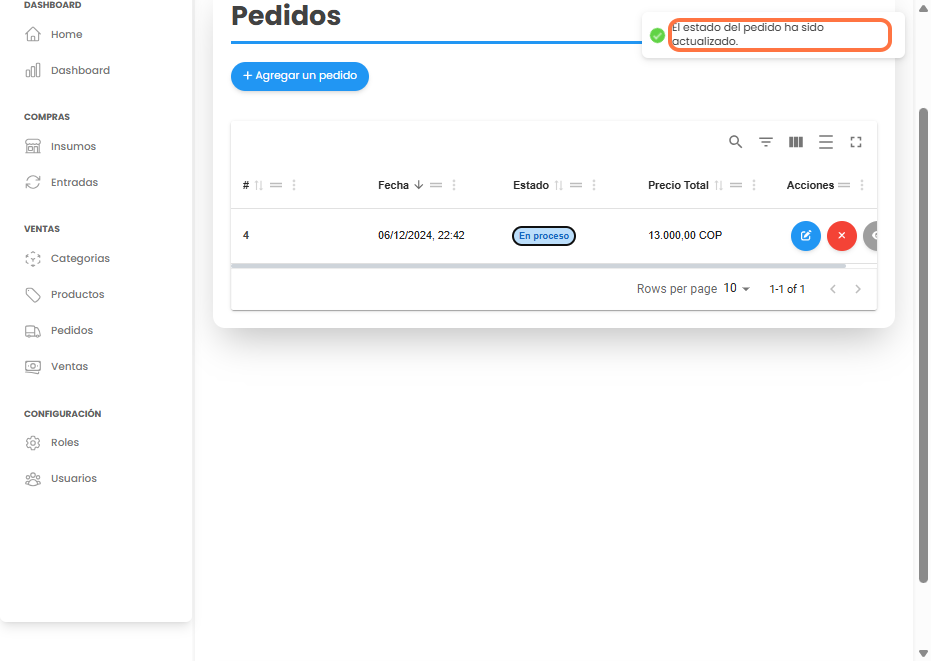 DASHBOARD
Home
Dashboard
COMPRAS
Insumos
Entradas
VENTAS
Categorias
Productos
Pedidos
Ventas
CONFIGURACIÓN
Roles
Usuarios
Pedidos
El estado del pedido ha sido
actualizado.
+ Agregar un pedido
# Fecha Estado Precio Total Acciones
4 06/12/2024, 22:42 En proceso 13.000,00 COP
Rows per page 10 1-1 of 1